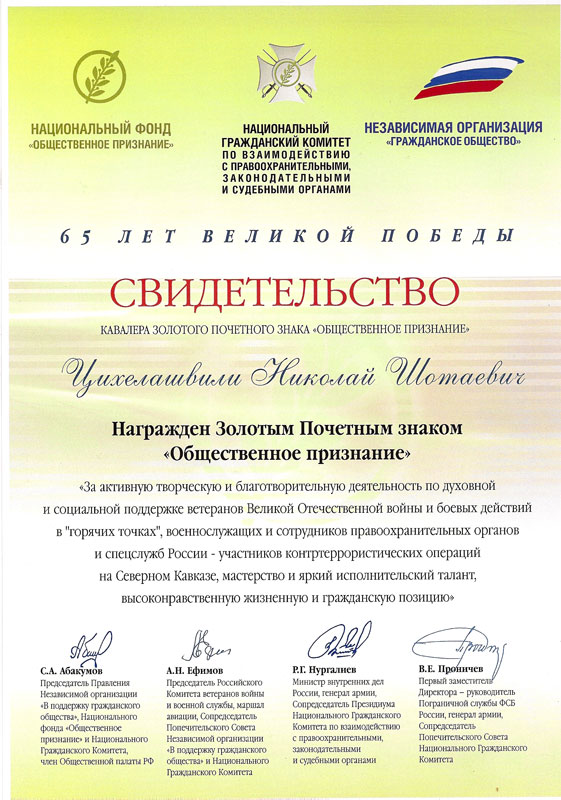 НАЦИОНАЛЬНЫЙ ФОНД
«ОБЩЕСТВЕННОЕ ПРИЗНАНИЕ»
НАЦИОНАЛЬНЫЙ
ГРАЖДАНСКИЙ КОМИТЕТ
ПО ВЗАИМОДЕЙСТВИЮ
С ПРАВООХРАНИТЕЛЬНЫМИ,
ЗАКОНОДАТЕЛЬНЫМИ
И СУДЕБНЫМИ ОРГАНАМИ
НЕЗАВИСИМАЯ ОРГАНИЗАЦИЯ
«ГРАЖДАНСКОЕ ОБЩЕСТВО»
65 ЛЕТ ВЕЛИКОЙ ПОБЕДЫ
СВИДЕТЕЛЬСТВО
КАВАЛЕРА ЗОЛОТОГО ПОЧЕТНОГО ЗНАКА «ОБЩЕСТВЕННОЕ ПРИЗНАНИЕ»
Цихелашвили Николай Шотаевич
Награжден Золотым Почетным знаком
«Общественное признание»
«За активную творческую и благотворительную деятельность по духовной
и социальной поддержке ветеранов Великой Отечественной войны и боевых действий
в "горячих точках", военнослужащих и сотрудников правоохранительных органов
и спецслужб России - участников контртеррористических операций
на Северном Кавказе, мастерство и яркий исполнительский талант,
высоконравственную жизненную и гражданскую позицию»
С.А. Абакумов
Председатель Правления
Независимой организации
"В поддержку гражданского
общества», Национального
фонда «Общественное
признание» и Национального
Гражданского Комитета,
член Общественной палаты РФ
А.Н. Ефимов
Председатель Российского
Комитета ветеранов войны
и военной службы, маршал
авиации, Сопредседатель
Попечительского Совета
Независимой организации
"В поддержку гражданского
общества» и Национального
Гражданского Комитета
Р.Г. Нургалиев
Министр внутренних дел
России, генерал армии,
Сопредседатель Президиума
Национального Гражданского
Комитета по взаимодействию
с правоохранительными,
законодательными
и судебными органами
В.Е. Проничев
Первый заместитель
Директора – руководитель
Пограничной службы ФСБ
России, генерал армии,
Сопредседатель
Попечительского Совета
Национального Гражданского
Комитета